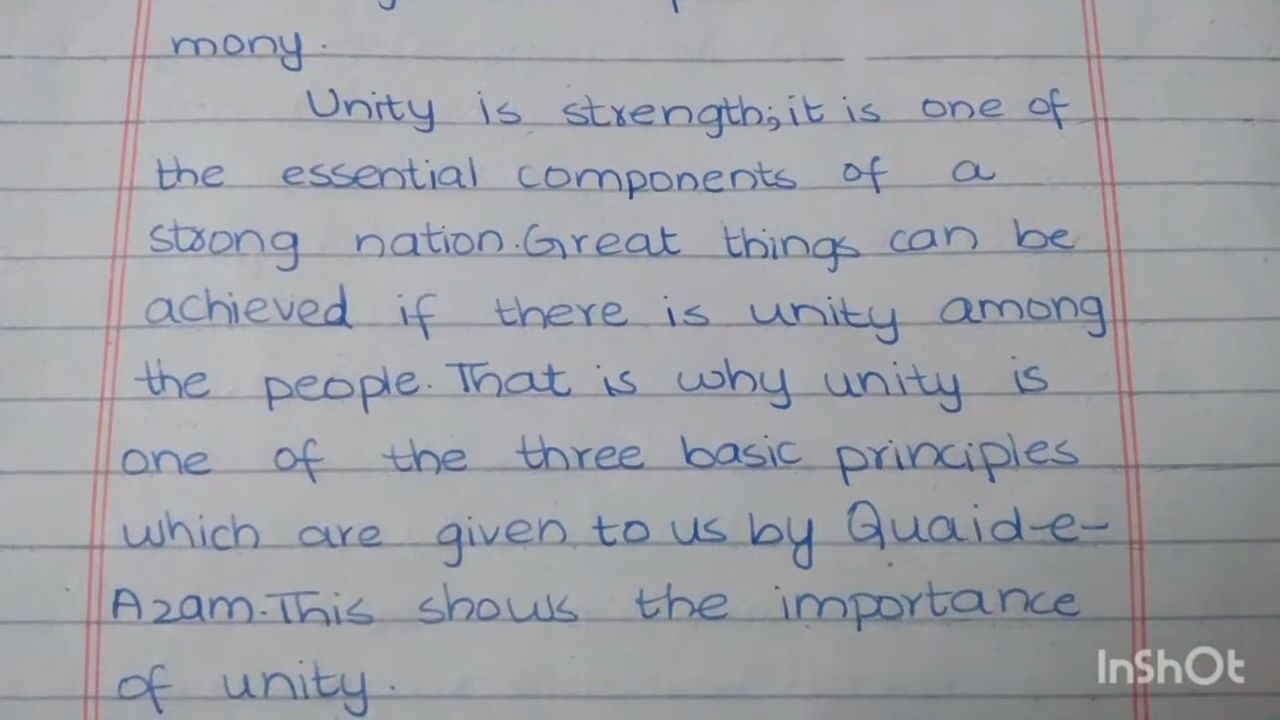 mony.
Unity is strength; it is one of
the essential components of a
strong nation. Great things can be
achieved if there is unity among
the people. That is why unity is
one of the three basic principles
which are given to us by Quaid-e-
Azam. This shows the importance
of unity.
InShOt